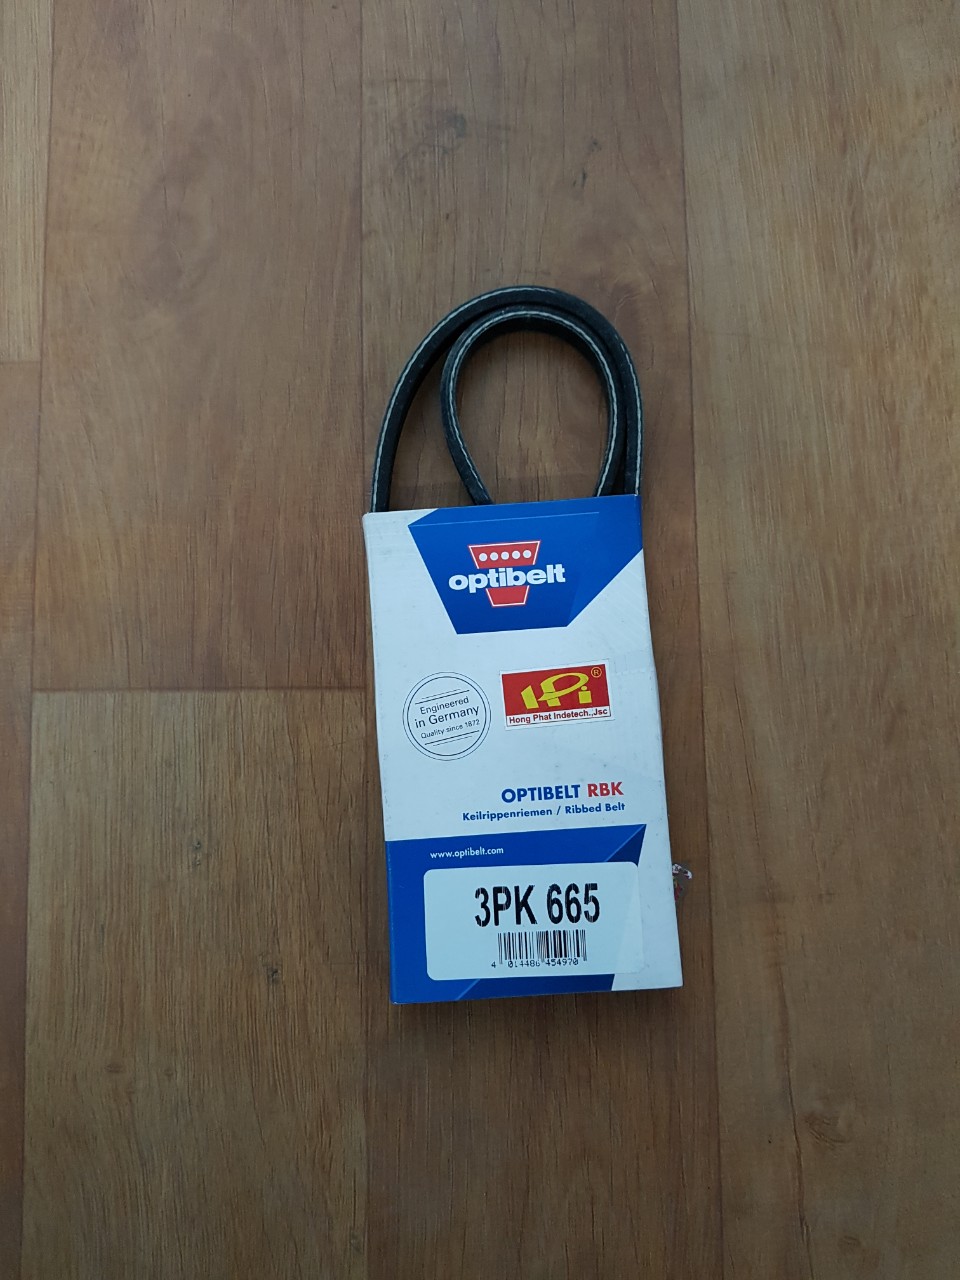 optibelt
HPi ®
Engineered
in Germany
Quality since 1872
Hong Phat Indetech.,Jsc
OPTIBELT RBK
Keilrippenriemen / Ribbed Belt
www.optibelt.com
3PK 665
4 014486 454970